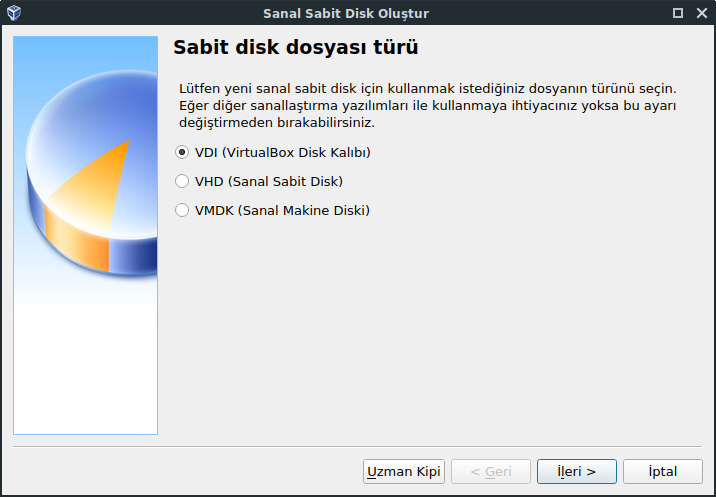 Sanal Sabit Disk Oluştur
Sabit disk dosyası türü
Lütfen yeni sanal sabit disk için kullanmak istediğiniz dosyanın türünü seçin.
Eğer diğer sanallaştırma yazılımları ile kullanmaya ihtiyacınız yoksa bu ayarı
değiştirmeden bırakabilirsiniz.
VDI (VirtualBox Disk Kalıbı)
VHD (Sanal Sabit Disk)
VMDK (Sanal Makine Diski)
Uzman Kipi
< Geri
İleri >
İptal